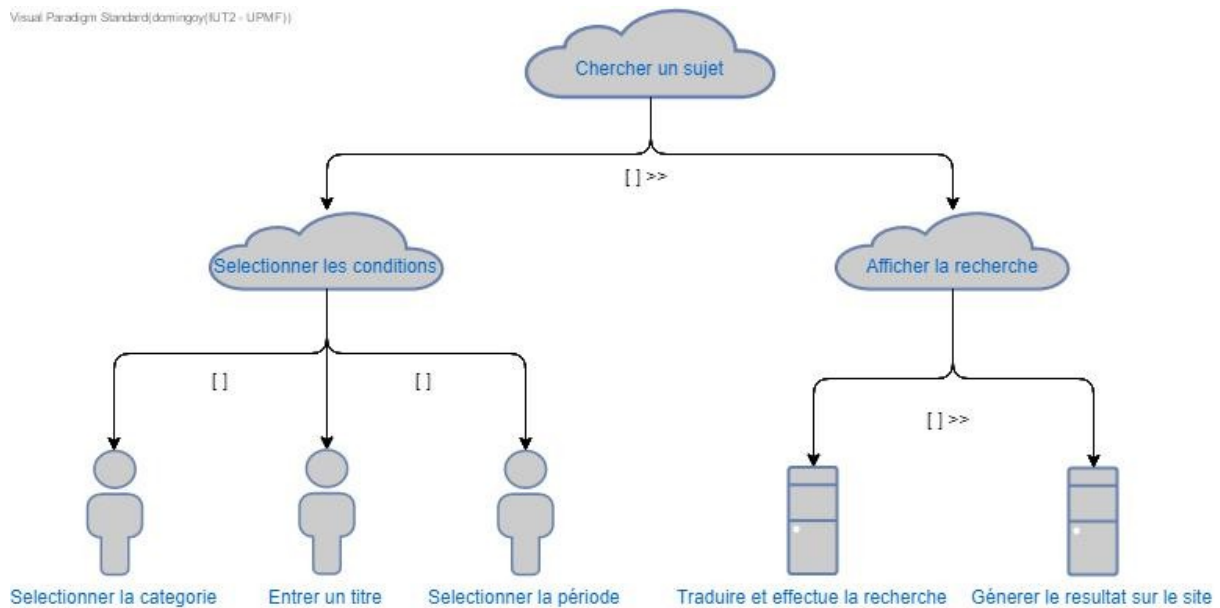 Visual Paradigm Standard(domingoy(IUT2 - UPMF))
Chercher un sujet
[ ] >>
Selectionner les conditions
Afficher la recherche
[ ]
[ ]
[ ] >>
Selectionner la categorie
Entrer un titre
Selectionner la période
Traduire et effectue la recherche
Génerer le resultat sur le site